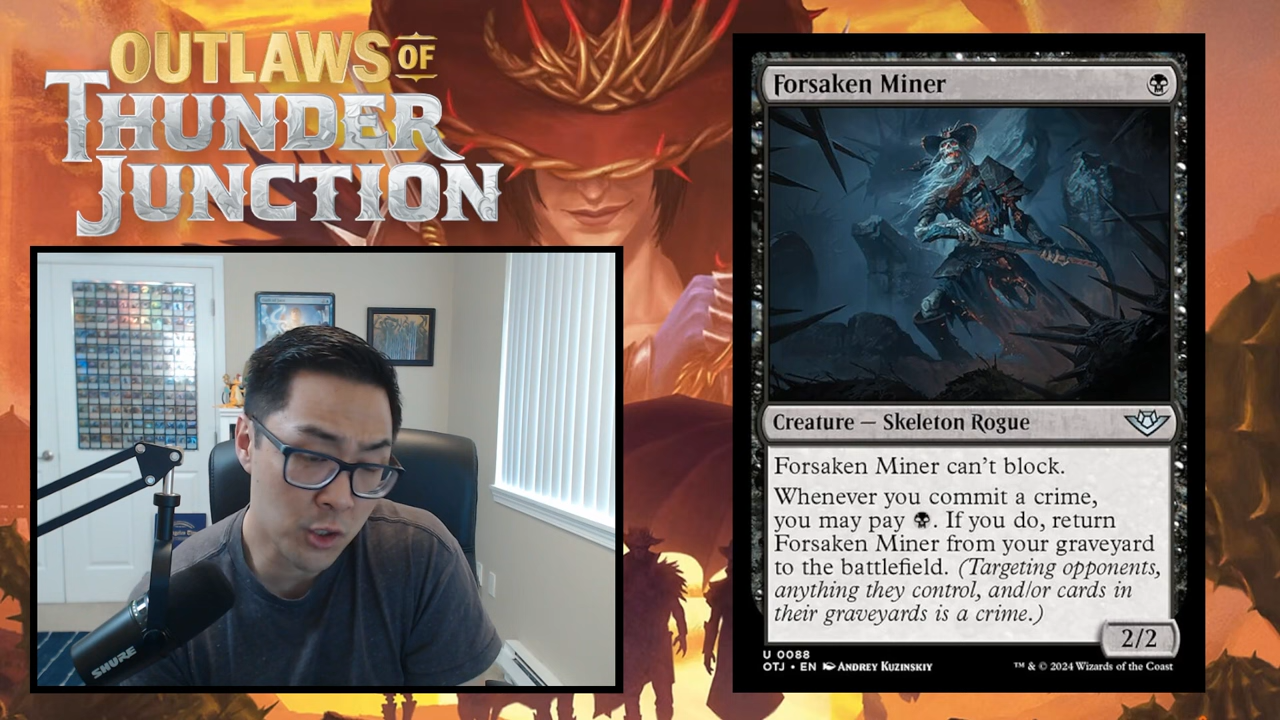 OUTLAWS OF
THUNDER
JUNCTION
SHURE
Forsaken Miner
Creature — Skeleton Rogue
Forsaken Miner can't block.
Whenever you commit a crime,
you may pay . If you do, return
Forsaken Miner from your graveyard
to the battlefield. (Targeting opponents,
anything they control, and/or cards in
their graveyards is a crime.)
2/2
U 0088
OTJ • EN Andrey Kuzinskiy
™ & © 2024 Wizards of the Coast